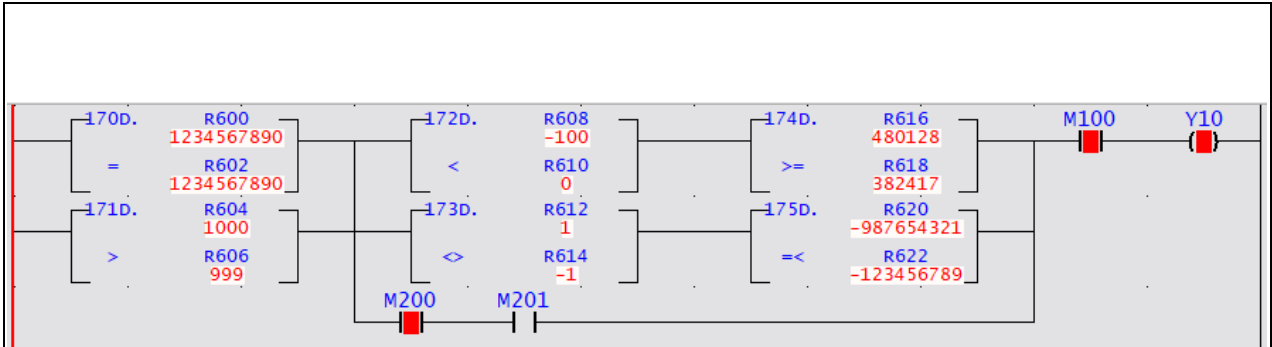 170D. R600 172D. R608 174D. R616 M100 Y10
1234567890 -100 480128
= R602 < R610 >= R618
1234567890 0 382417
171D. R604 173D. R612 175D. R620
1000 1 -987654321
> R606 <> R614 =< R622
999 -1 -123456789
M200 M201